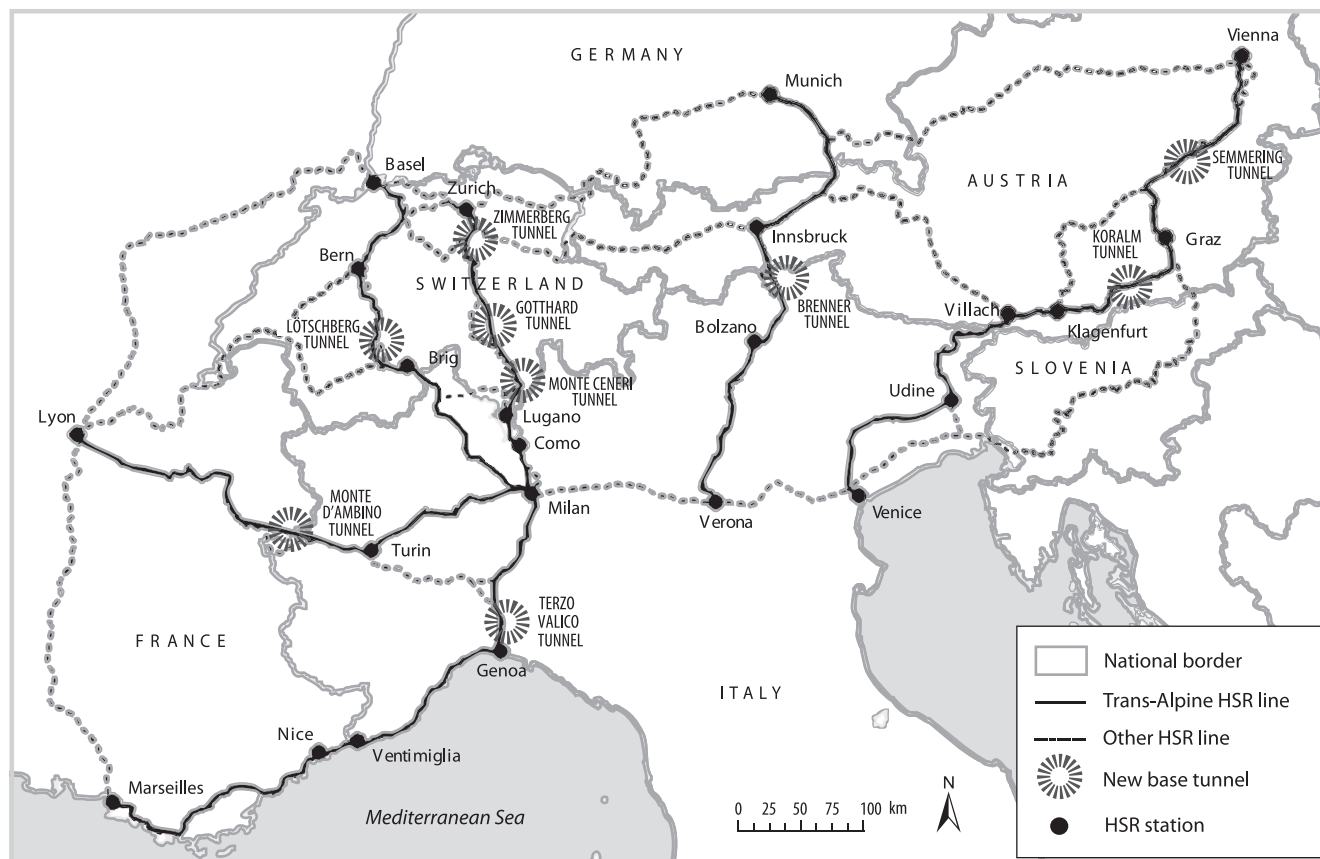 GERMANY
Vienna
Munich
Basel
Zurich
ZIMMERBERG
TUNNEL
SEMMERING
TUNNEL
AUSTRIA
Innsbruck
KORALM
TUNNEL
Graz
Bern
SWITZERLAND
GOTTHARD
TUNNEL
BRENNER
TUNNEL
Villach
Klagenfurt
LÖTSCHBERG
TUNNEL
Brig
Bolzano
MONTE CENERI
TUNNEL
SLOVENIA
Udine
Lyon
Lugano
Como
MONTE
D'AMBINO
TUNNEL
Milan
Verona
Venice
Turin
TERZO
VALICO
TUNNEL
FRANCE
Genoa
ITALY
Nice
Ventimiglia
Marseilles
Mediterranean Sea
0 25 50 75 100 km
N
National border
Trans-Alpine HSR line
Other HSR line
New base tunnel
HSR station